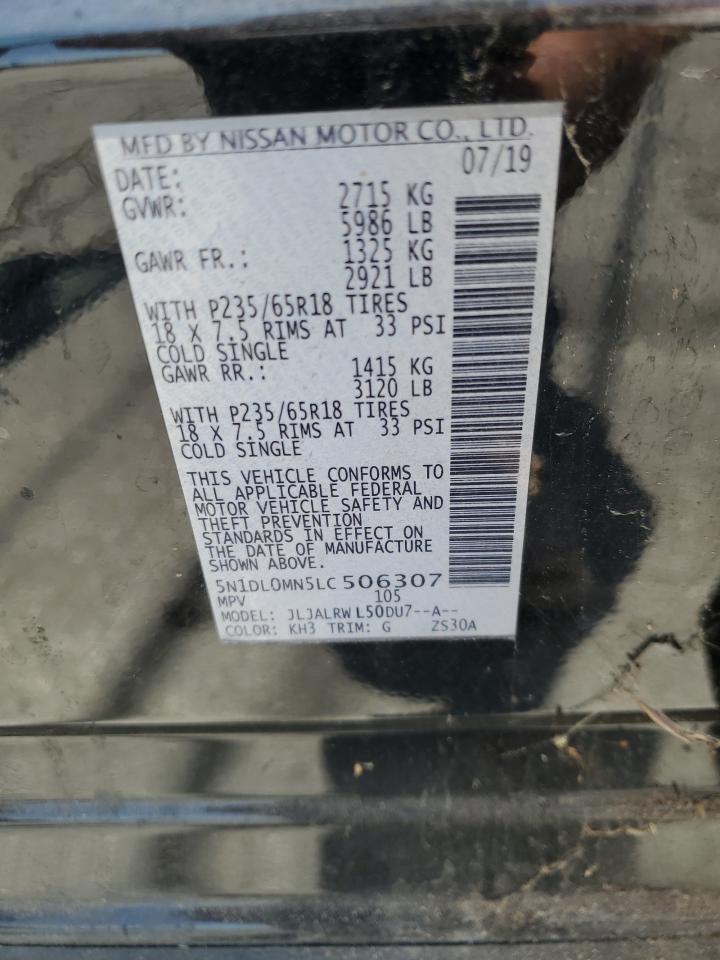 MFD BY NISSAN MOTOR CO., LTD.
DATE: 07/19
GVWR: 2715 KG
5986 LB
GAWR FR.: 1325 KG
2921 LB
WITH P235/65R18 TIRES
18 X 7.5 RIMS AT 33 PSI
COLD SINGLE
GAWR RR.: 1415 KG
3120 LB
WITH P235/65R18 TIRES
18 X 7.5 RIMS AT 33 PSI
COLD SINGLE
THIS VEHICLE CONFORMS TO
ALL APPLICABLE FEDERAL
MOTOR VEHICLE SAFETY AND
THEFT PREVENTION
STANDARDS IN EFFECT ON
THE DATE OF MANUFACTURE
SHOWN ABOVE.
5N1DL0MN5LC 506307
MPV 105
MODEL: JLJALRW L50DU7--A--
COLOR: KH3 TRIM: G ZS30A